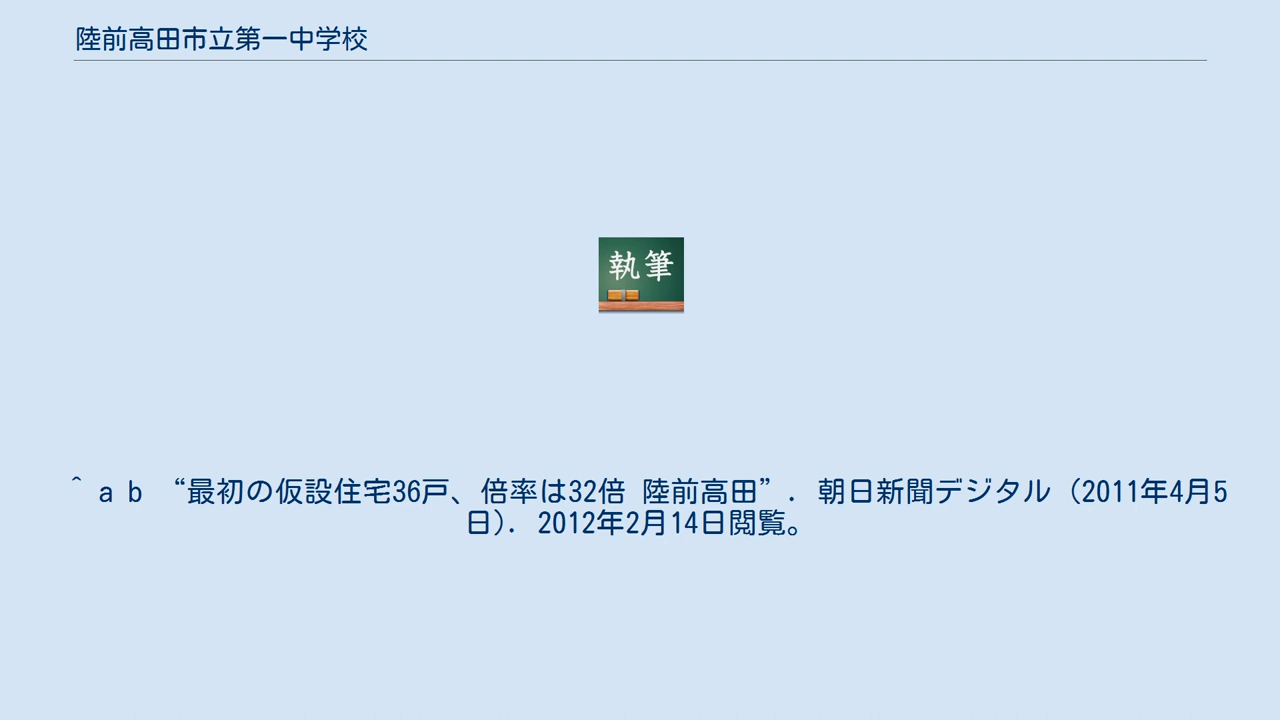 陸前高田市立第一中学校
執筆
^ a b “最初の仮設住宅36戸、倍率は32倍 陸前高田”. 朝日新聞デジタル (2011年4月5
日). 2012年2月14日閲覧。